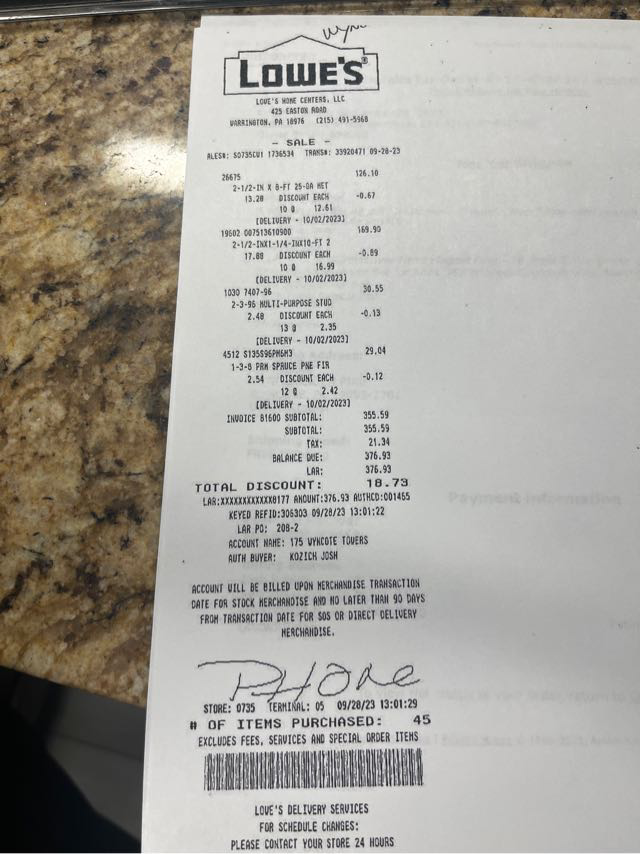 LOWE'S®
LOWE'S HOME CENTERS, LLC
425 EASTON ROAD
WARRINGTON, PA 18976 (215) 491-5968
- SALE -
SALES#: S0735CW1 1736534 TRANS#: 33920471 09-28-23
26675 126.10
2-1/2-IN X 8-FT 25-GA MET
13.28 DISCOUNT EACH -0.67
10 @ 12.61
[DELIVERY - 10/02/2023]
19602 007513610900 169.90
2-1/2-INX1-1/4-INX10-FT 2
17.88 DISCOUNT EACH -0.89
10 @ 16.99
[DELIVERY - 10/02/2023]
1030 7407-96 30.55
2-3-96 MULTI-PURPOSE STUD
2.48 DISCOUNT EACH -0.13
13 @ 2.35
[DELIVERY - 10/02/2023]
4512 29.04
1-3-8 PRM SPRUCE PNE FIR
2.54 DISCOUNT EACH -0.12
12 @ 2.42
[DELIVERY - 10/02/2023]
INVOICE 81600 SUBTOTAL: 355.59
SUBTOTAL: 355.59
TAX: 21.34
BALANCE DUE: 376.93
LAR: 376.93
TOTAL DISCOUNT: 18.73
LAR:XXXXXXXXXXXX8177 AMOUNT:376.93 AUTHCD:001465
KEYED REFID:306303 09/28/23 13:01:22
LAR PO: 208-2
ACCOUNT NAME: 175 WYNCOTE TOWERS
AUTH BUYER: KOZICH JOSH
ACCOUNT WILL BE BILLED UPON MERCHANDISE TRANSACTION
DATE FOR STOCK MERCHANDISE AND NO LATER THAN 90 DAYS
FROM TRANSACTION DATE FOR SOS OR DIRECT DELIVERY
MERCHANDISE.
PHONE
STORE: 0735 TERMINAL: 05 09/28/23 13:01:29
# OF ITEMS PURCHASED: 45
EXCLUDES FEES, SERVICES AND SPECIAL ORDER ITEMS
LOWE'S DELIVERY SERVICES
FOR SCHEDULE CHANGES:
PLEASE CONTACT YOUR STORE 24 HOURS